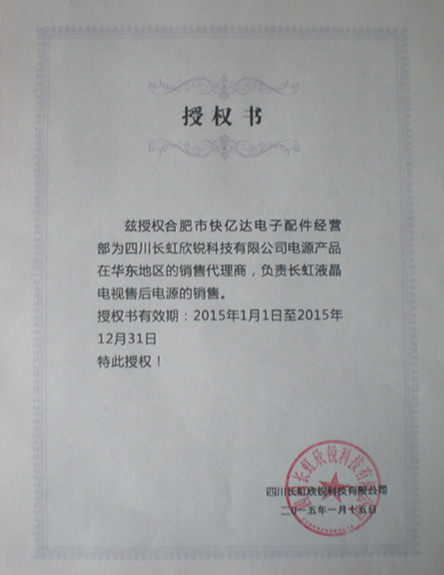 授权书
兹授权合肥市快亿达电子配件经营
部为四川长虹欣锐科技有限公司电源产品
在华东地区的销售代理商，负责长虹液晶
电视售后电源的销售。
授权书有效期：2015年1月1日至2015年
12月31日
特此授权！
四川长虹欣锐科技有限公司
二〇一五年一月十五日